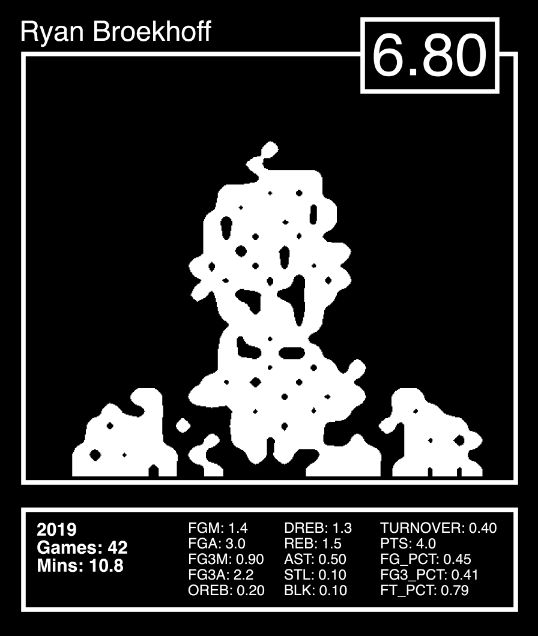 Ryan Broekhoff
6.80
2019
Games: 42
Mins: 10.8
FGM: 1.4
FGA: 3.0
FG3M: 0.90
FG3A: 2.2
OREB: 0.20
DREB: 1.3
REB: 1.5
AST: 0.50
STL: 0.10
BLK: 0.10
TURNOVER: 0.40
PTS: 4.0
FG_PCT: 0.45
FG3_PCT: 0.41
FT_PCT: 0.79